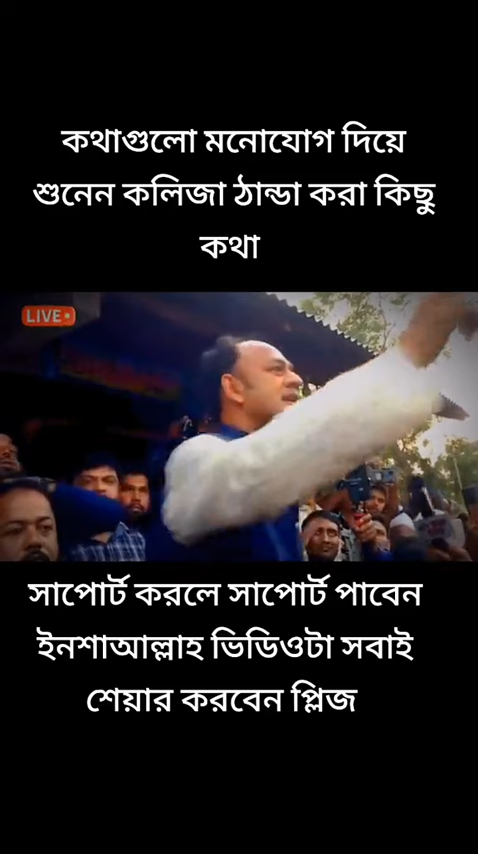 কথাগুলো মনোযোগ দিয়ে
শুনেন কলিজা ঠান্ডা করা কিছু
কথা
LIVE
সাপোর্ট করলে সাপোর্ট পাবেন
ইনশাআল্লাহ ভিডিওটা সবাই
শেয়ার করবেন প্লিজ